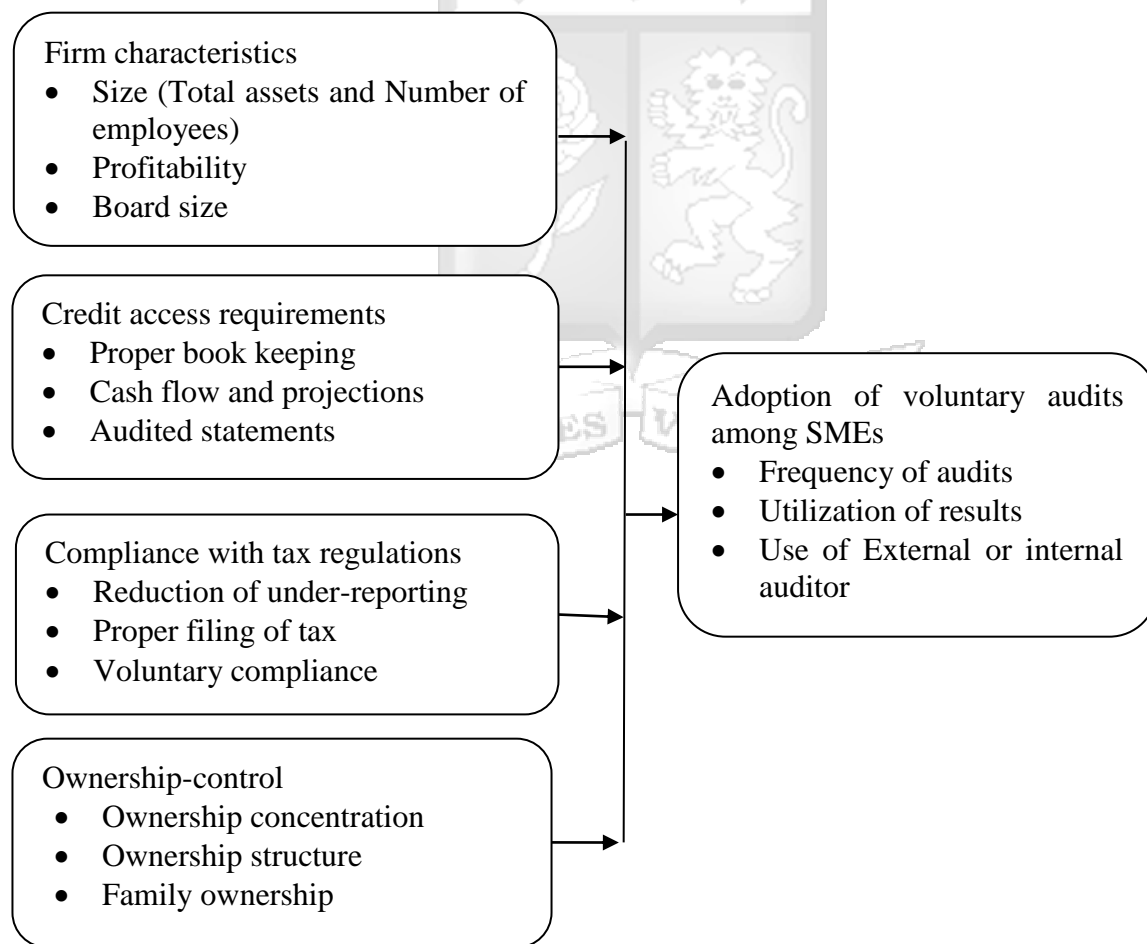 Firm characteristics
• Size (Total assets and Number of
employees)
• Profitability
• Board size
Credit access requirements
• Proper book keeping
• Cash flow and projections
• Audited statements
Compliance with tax regulations
• Reduction of under-reporting
• Proper filing of tax
• Voluntary compliance
Ownership-control
• Ownership concentration
• Ownership structure
• Family ownership
Adoption of voluntary audits
among SMEs
• Frequency of audits
• Utilization of results
• Use of External or internal
auditor